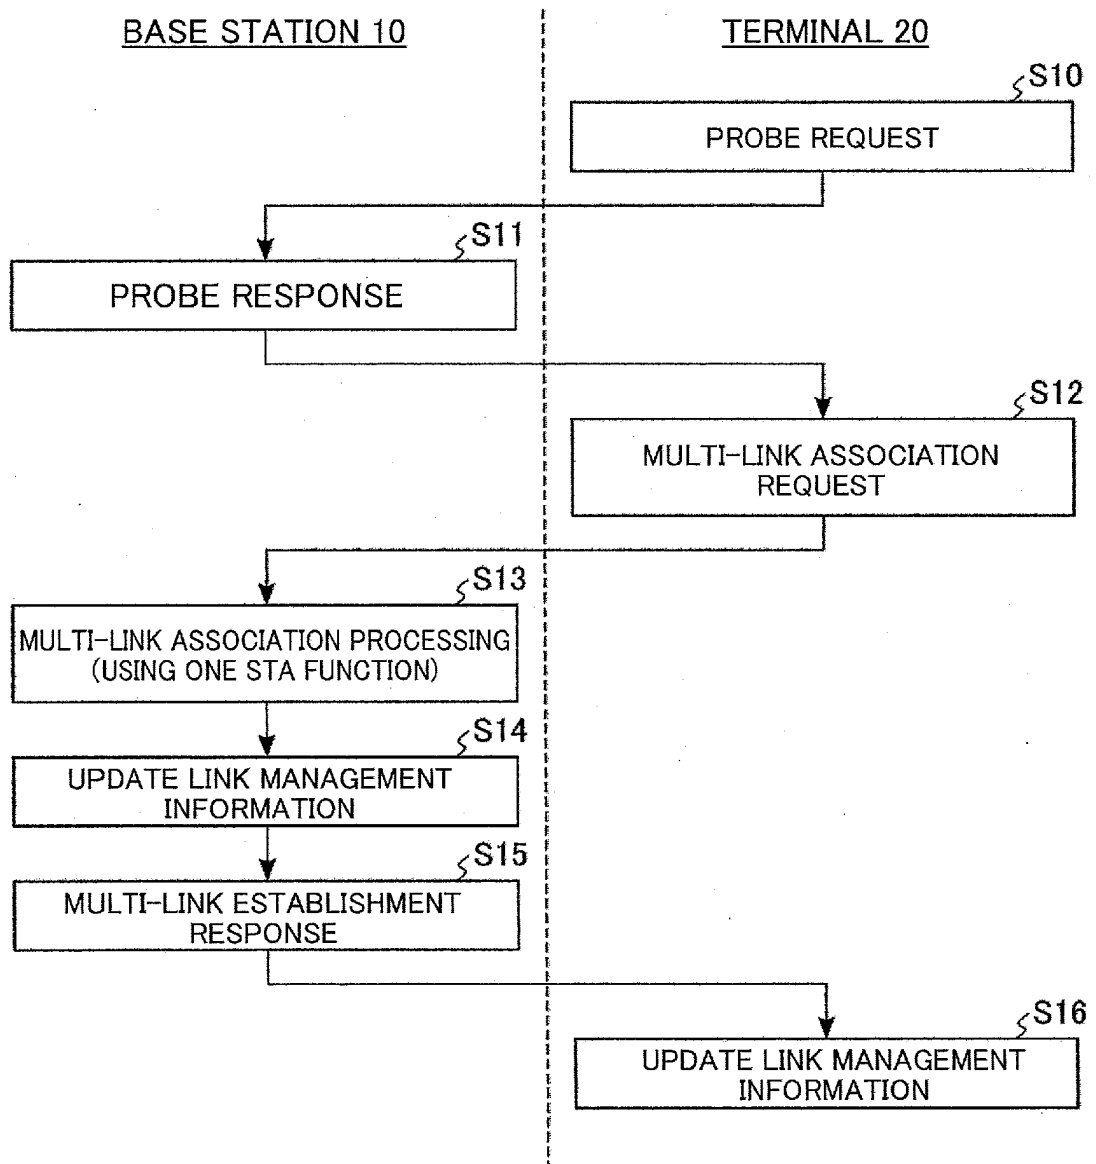 BASE STATION 10
TERMINAL 20
S10
PROBE REQUEST
S11
PROBE RESPONSE
S12
MULTI-LINK ASSOCIATION
REQUEST
S13
MULTI-LINK ASSOCIATION PROCESSING
(USING ONE STA FUNCTION)
S14
UPDATE LINK MANAGEMENT
INFORMATION
S15
MULTI-LINK ESTABLISHMENT
RESPONSE
S16
UPDATE LINK MANAGEMENT
INFORMATION